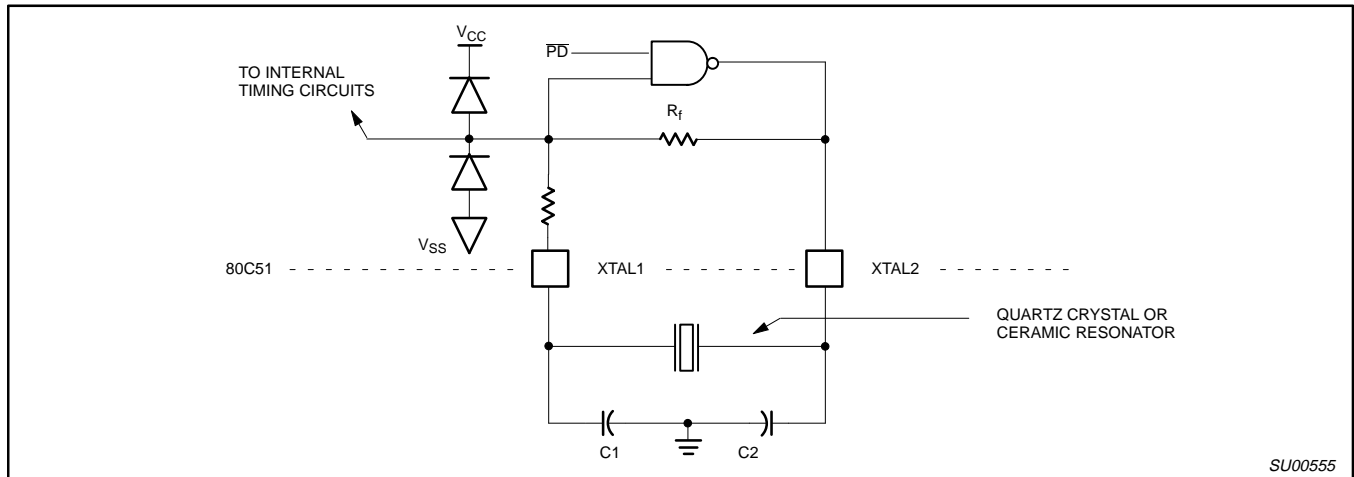 VCC
PD
TO INTERNAL
TIMING CIRCUITS
Rf
VSS
80C51
XTAL1
XTAL2
QUARTZ CRYSTAL OR
CERAMIC RESONATOR
C1
C2
SU00555